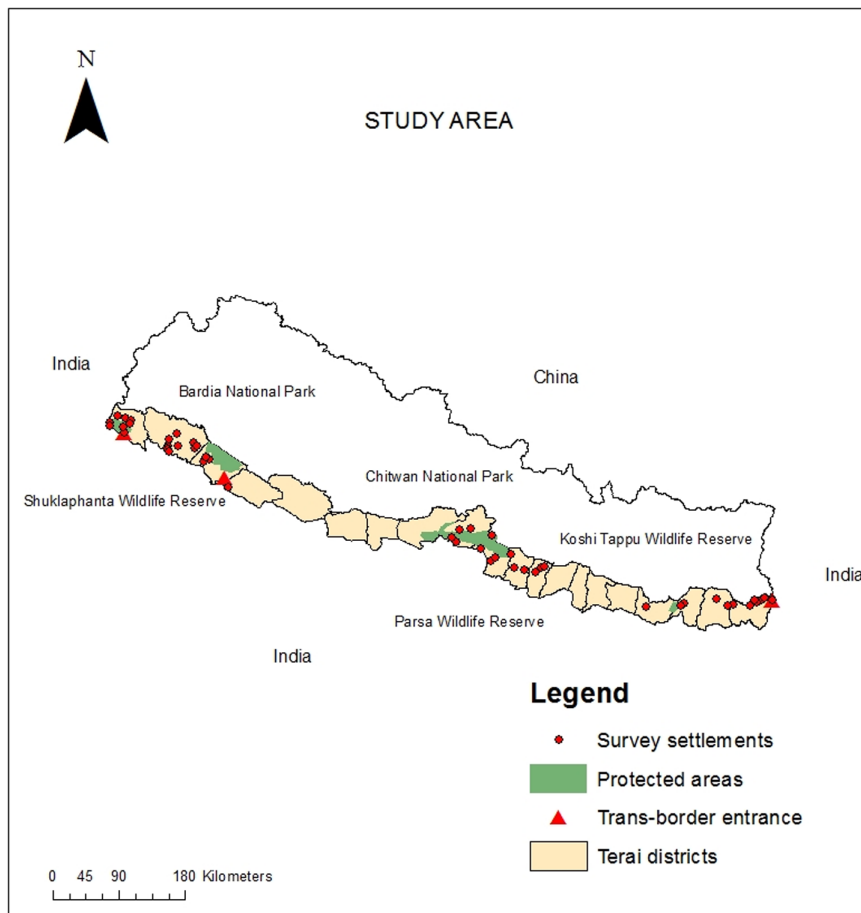 N
STUDY AREA
India
China
Bardia National Park
Chitwan National Park
Shuklaphanta Wildlife Reserve
Koshi Tappu Wildlife Reserve
India
Parsa Wildlife Reserve
India
Legend
Survey settlements
Protected areas
Trans-border entrance
Terai districts
0 45 90 180 Kilometers